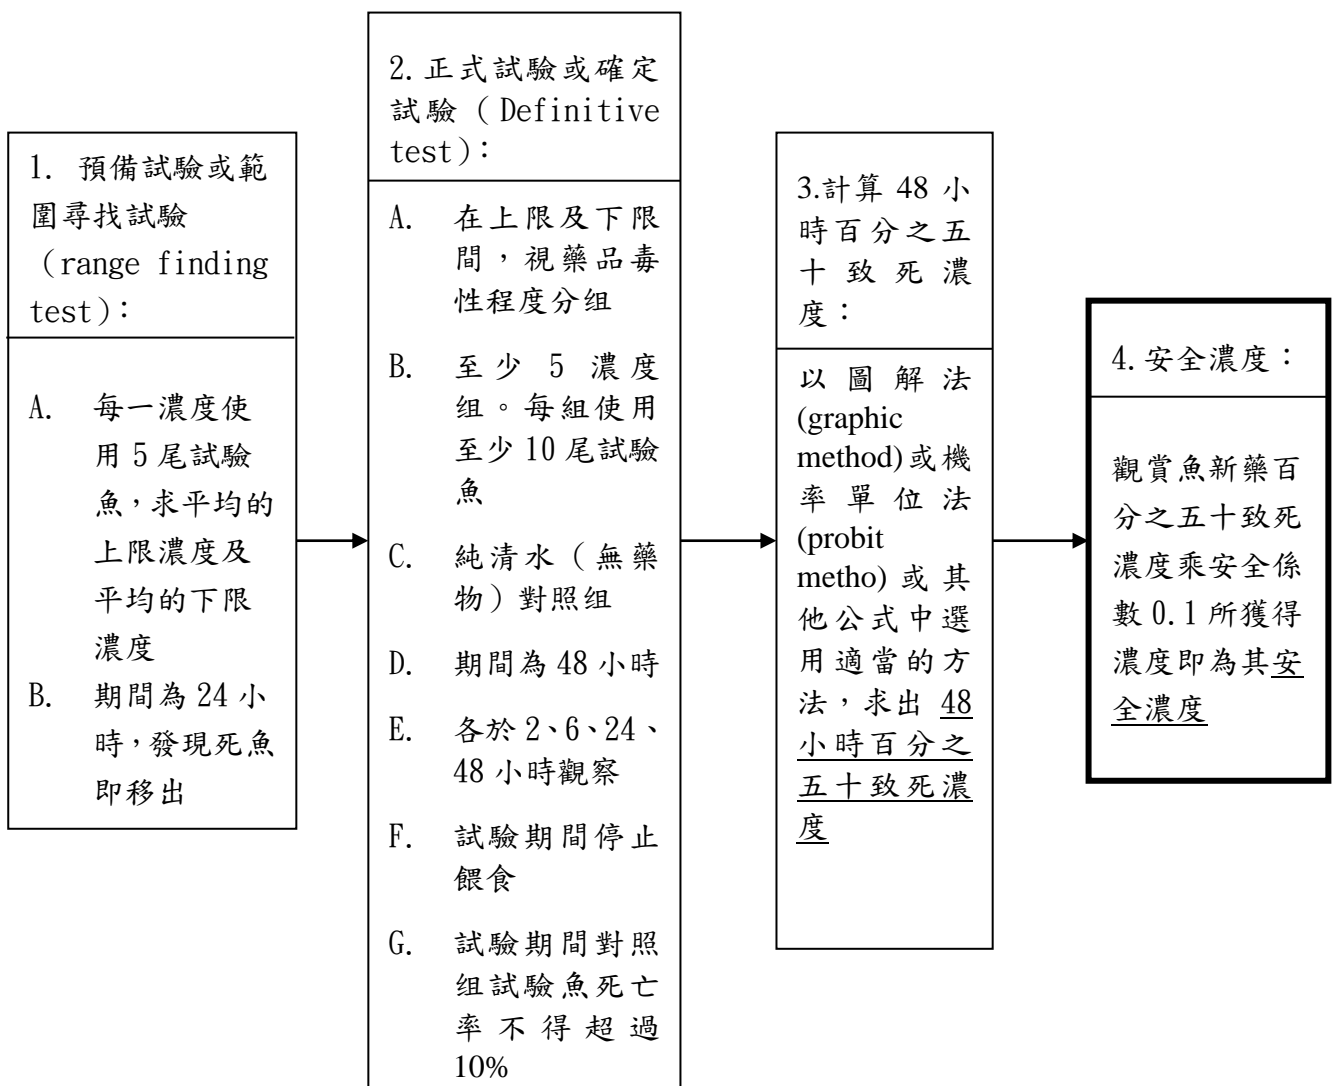 1. 預備試驗或範
圍尋找試驗
（range finding
test）：
A. 每一濃度使
用 5 尾試驗
魚，求平均的
上限濃度及
平均的下限
濃度
B. 期間為 24 小
時，發現死魚
即移出
2. 正式試驗或確定
試驗（Definitive
test）：
A. 在上限及下限
間，視藥品毒
性程度分組
B. 至少 5 濃度
組。每組使用
至少 10 尾試驗
魚
C. 純清水（無藥
物）對照組
D. 期間為 48 小時
E. 各於 2、6、24、
48 小時觀察
F. 試驗期間停止
餵食
G. 試驗期間對照
組試驗魚死亡
率不得超過
10%
3.計算 48 小
時百分之五
十致死濃
度：
以圖解法
(graphic
method)或機
率單位法
(probit
metho) 或其
他公式中選
用適當的方
法，求出 48
小時百分之
五十致死濃
度
4. 安全濃度：
觀賞魚新藥百
分之五十致死
濃度乘安全係
數 0.1 所獲得
濃度即為其安
全濃度